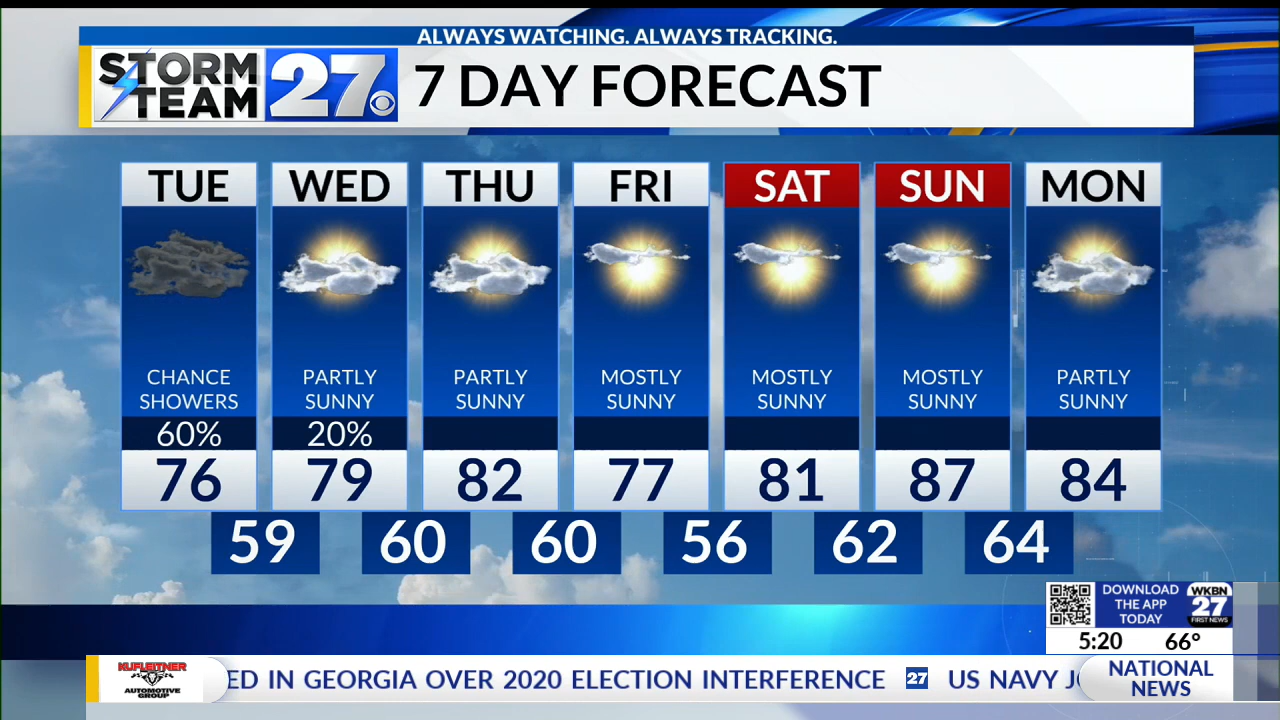 ALWAYS WATCHING. ALWAYS TRACKING.
STORM
TEAM
27
7 DAY FORECAST
TUE WED THU FRI SAT SUN MON
CHANCE PARTLY PARTLY MOSTLY MOSTLY MOSTLY PARTLY
SHOWERS SUNNY SUNNY SUNNY SUNNY SUNNY SUNNY
60% 20%
76 79 82 77 81 87 84
59 60 60 56 62 64
DOWNLOAD
THE APP
TODAY
WKBN
27
FIRST NEWS
5:20 66°
KUFLEITNER
AUTOMOTIVE
GROUP
ED IN GEORGIA OVER 2020 ELECTION INTERFERENCE 27 US NAVY J
NATIONAL
NEWS